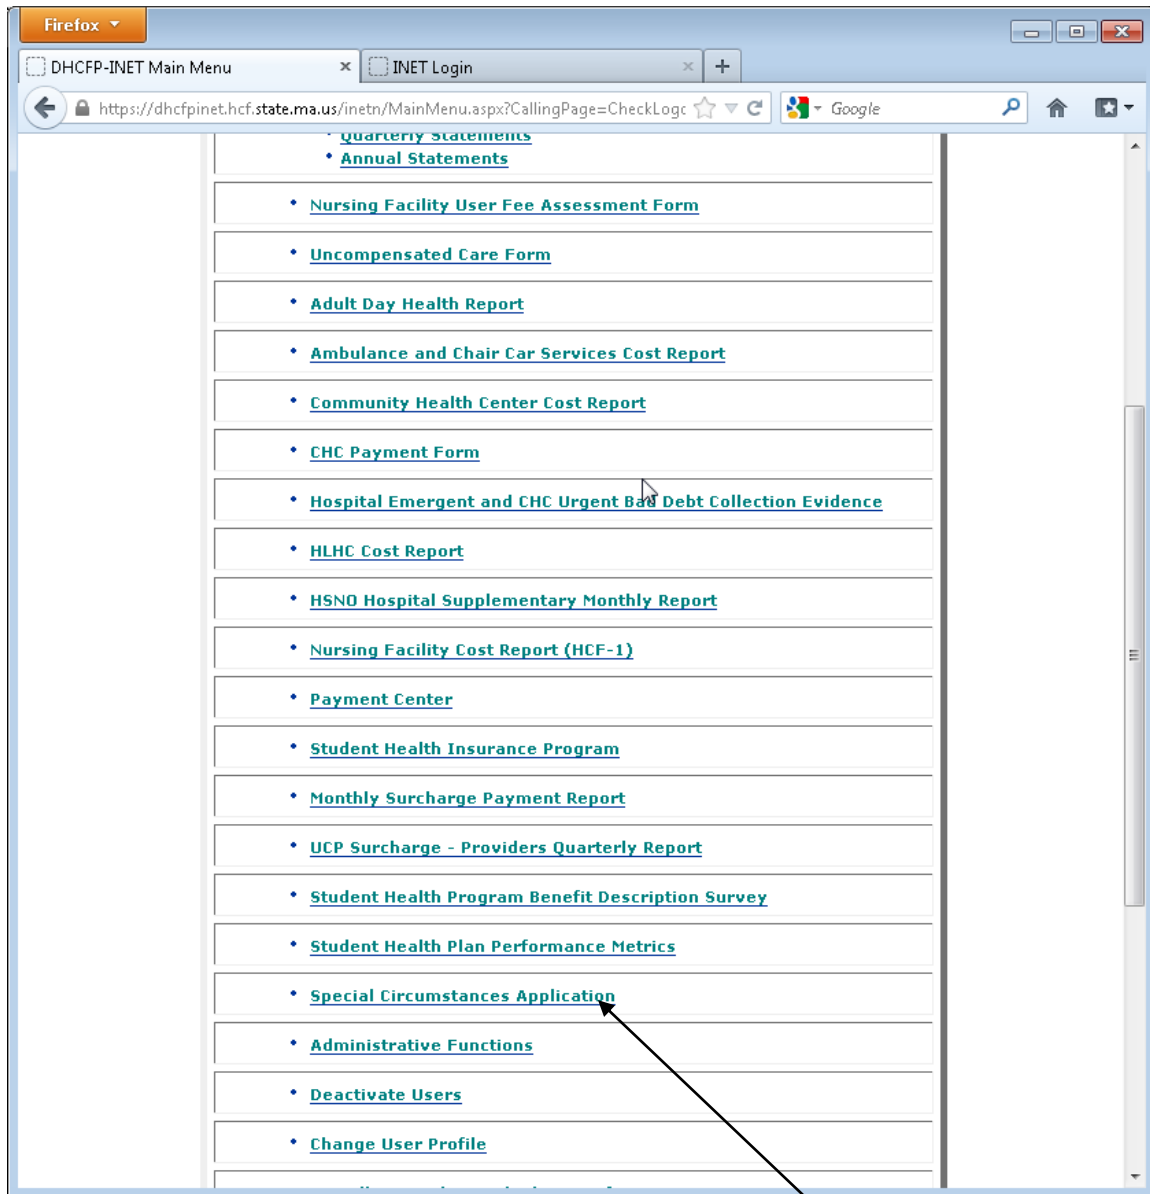 Firefox
DHCFP-INET Main Menu
INET Login
https://dhcfpinet.hcf.state.ma.us/inetn/MainMenu.aspx?CallingPage=CheckLogc
Google
Quarterly Statements
Annual Statements
Nursing Facility User Fee Assessment Form
Uncompensated Care Form
Adult Day Health Report
Ambulance and Chair Car Services Cost Report
Community Health Center Cost Report
CHC Payment Form
Hospital Emergent and CHC Urgent Bad Debt Collection Evidence
HLHC Cost Report
HSNO Hospital Supplementary Monthly Report
Nursing Facility Cost Report (HCF-1)
Payment Center
Student Health Insurance Program
Monthly Surcharge Payment Report
UCP Surcharge - Providers Quarterly Report
Student Health Program Benefit Description Survey
Student Health Plan Performance Metrics
Special Circumstances Application
Administrative Functions
Deactivate Users
Change User Profile